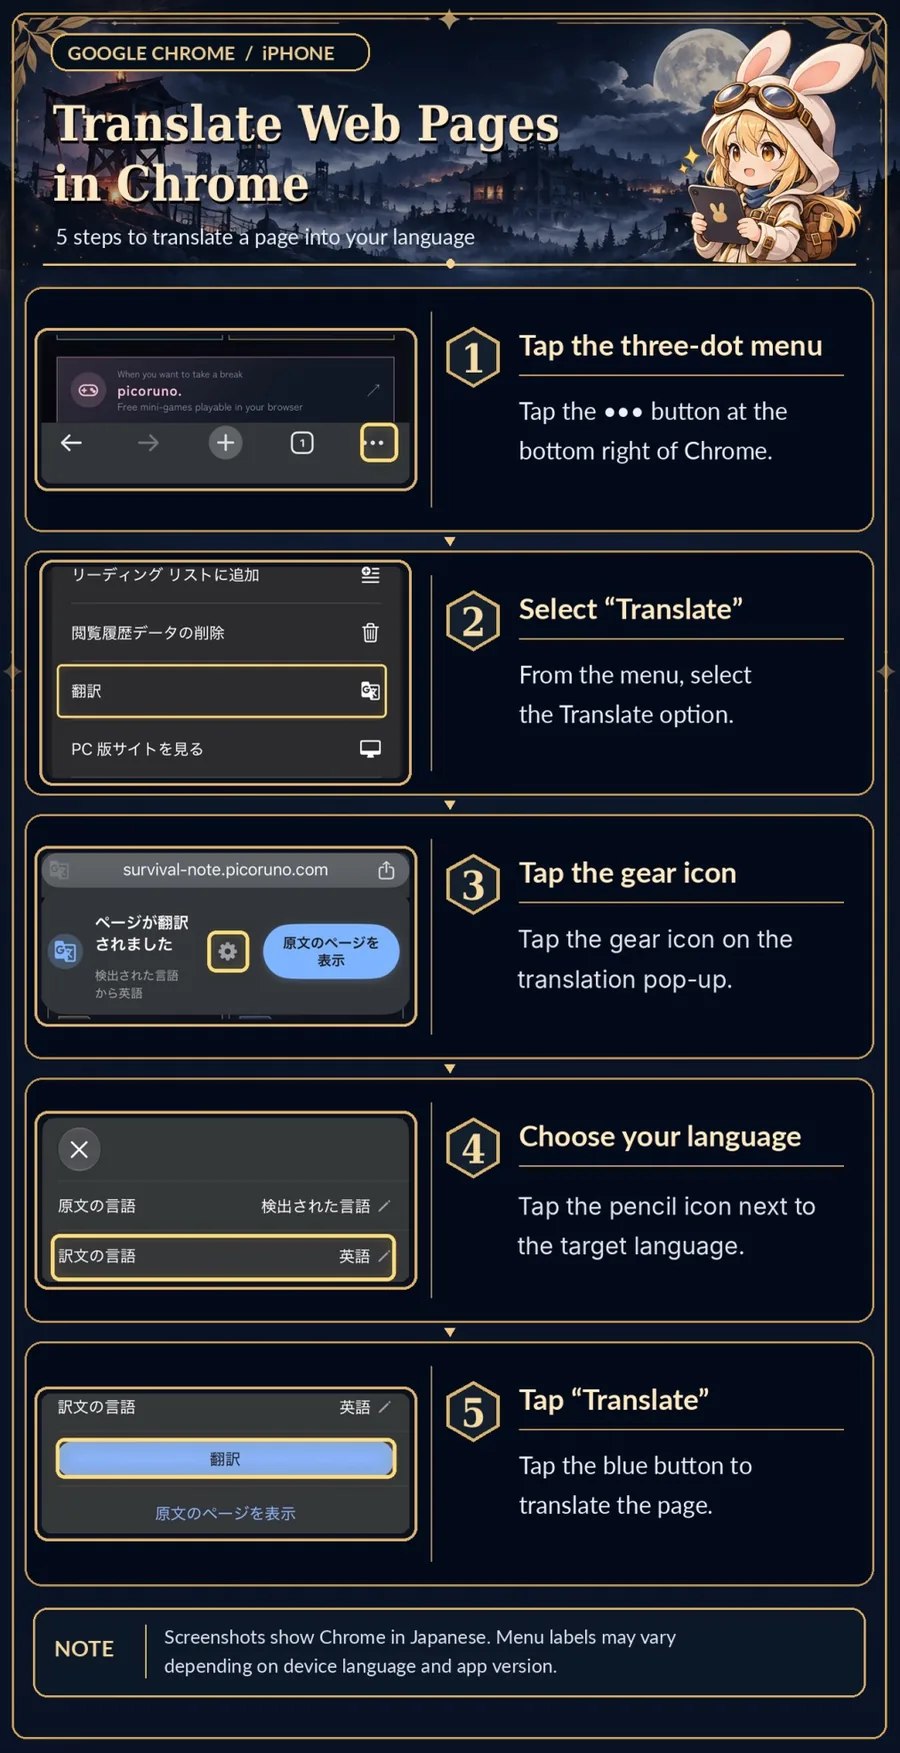 GOOGLE CHROME / iPHONE
Translate Web Pages
in Chrome
5 steps to translate a page into your language
When you want to take a break
picoruno.
Free mini-games playable in your browser
1
1
Tap the three-dot menu
Tap the ••• button at the
bottom right of Chrome.
リーディング リストに追加
閲覧履歴データの削除
翻訳
PC 版サイトを見る
2
Select “Translate”
From the menu, select
the Translate option.
survival-note.picoruno.com
ページが翻訳
されました
検出された言語
から英語
原文のページを
表示
3
Tap the gear icon
Tap the gear icon on the
translation pop-up.
原文の言語 検出された言語
訳文の言語 英語
4
Choose your language
Tap the pencil icon next to
the target language.
訳文の言語 英語
翻訳
原文のページを表示
5
Tap “Translate”
Tap the blue button to
translate the page.
NOTE
Screenshots show Chrome in Japanese. Menu labels may vary
depending on device language and app version.